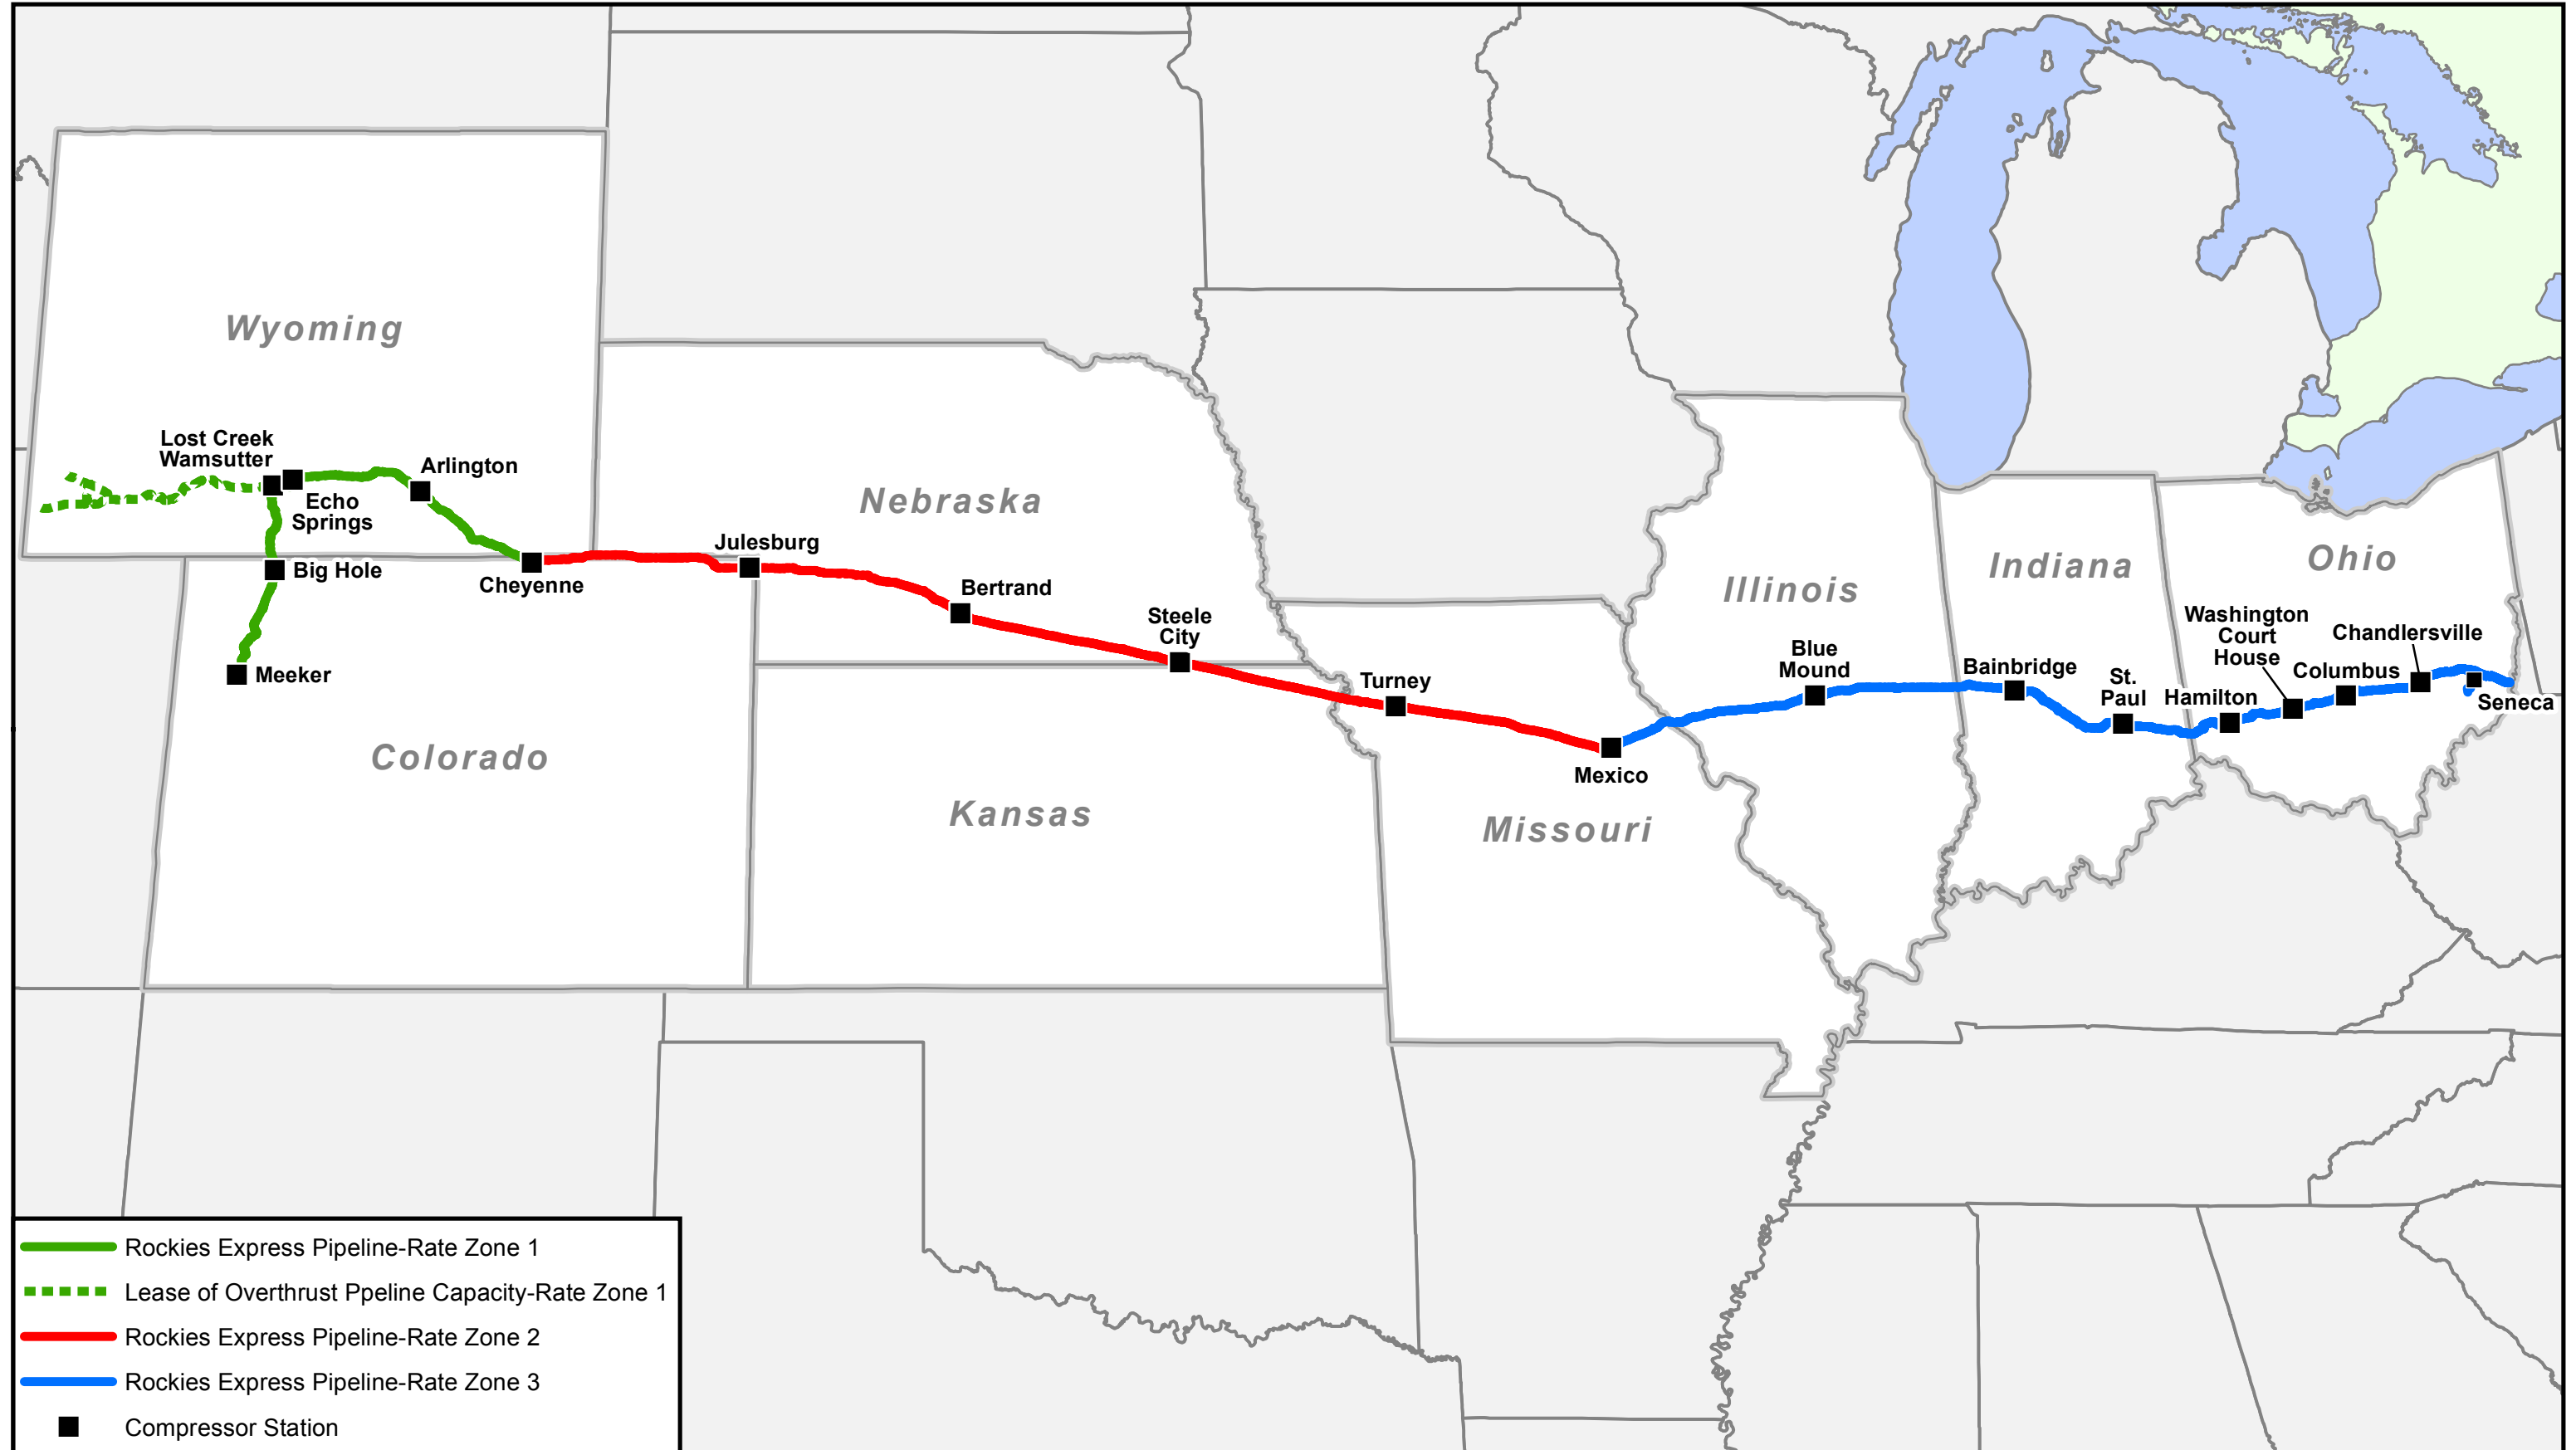 Wyoming
Lost Creek
Wamsutter
Arlington
Echo
Springs
Big Hole
Cheyenne
Meeker
Colorado
Nebraska
Julesburg
Bertrand
Steele
City
Kansas
Turney
Mexico
Missouri
Illinois
Blue
Mound
Indiana
Bainbridge
St.
Paul
Ohio
Hamilton
Washington
Court
House
Columbus
Chandlersville
Seneca
Rockies Express Pipeline-Rate Zone 1
Lease of Overthrust Ppeline Capacity-Rate Zone 1
Rockies Express Pipeline-Rate Zone 2
Rockies Express Pipeline-Rate Zone 3
Compressor Station